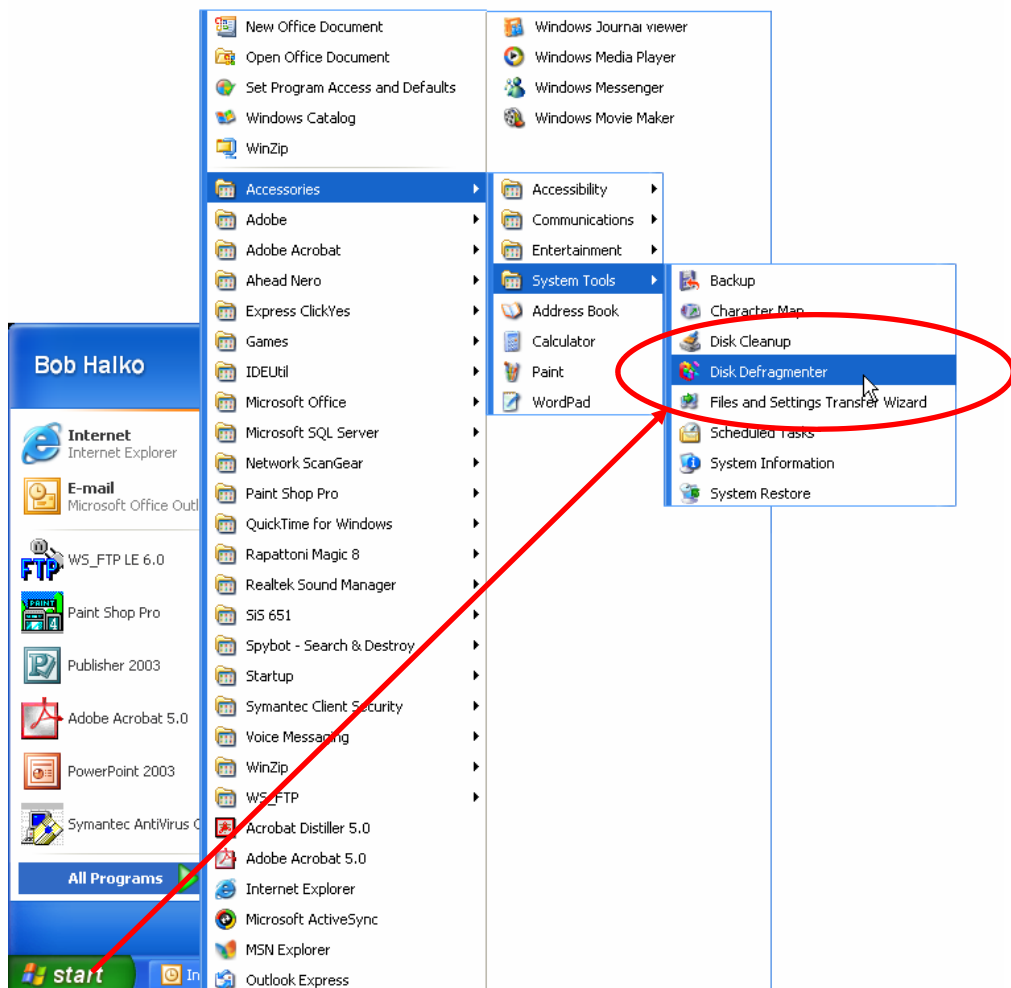 New Office Document
Open Office Document
Set Program Access and Defaults
Windows Catalog
WinZip
Accessories
Adobe
Adobe Acrobat
Ahead Nero
Express ClickYes
Games
IDEUtil
Microsoft Office
Microsoft SQL Server
Network ScanGear
Paint Shop Pro
QuickTime for Windows
Rapattoni Magic 8
Realtek Sound Manager
SiS 651
Spybot - Search & Destroy
Startup
Symantec Client Security
Voice Messaging
WinZip
WS_FTP
Acrobat Distiller 5.0
Adobe Acrobat 5.0
Internet Explorer
Microsoft ActiveSync
MSN Explorer
Outlook Express
Windows Journal viewer
Windows Media Player
Windows Messenger
Windows Movie Maker
Accessibility
Communications
Entertainment
System Tools
Address Book
Calculator
Paint
WordPad
Backup
Character Map
Disk Cleanup
Disk Defragmenter
Files and Settings Transfer Wizard
Scheduled Tasks
System Information
System Restore
Bob Halko
Internet
Internet Explorer
E-mail
Microsoft Office Outl
FTP
WS_FTP LE 6.0
PAINT
4
Paint Shop Pro
Publisher 2003
Adobe Acrobat 5.0
PowerPoint 2003
Symantec AntiVirus C
All Programs
start
In